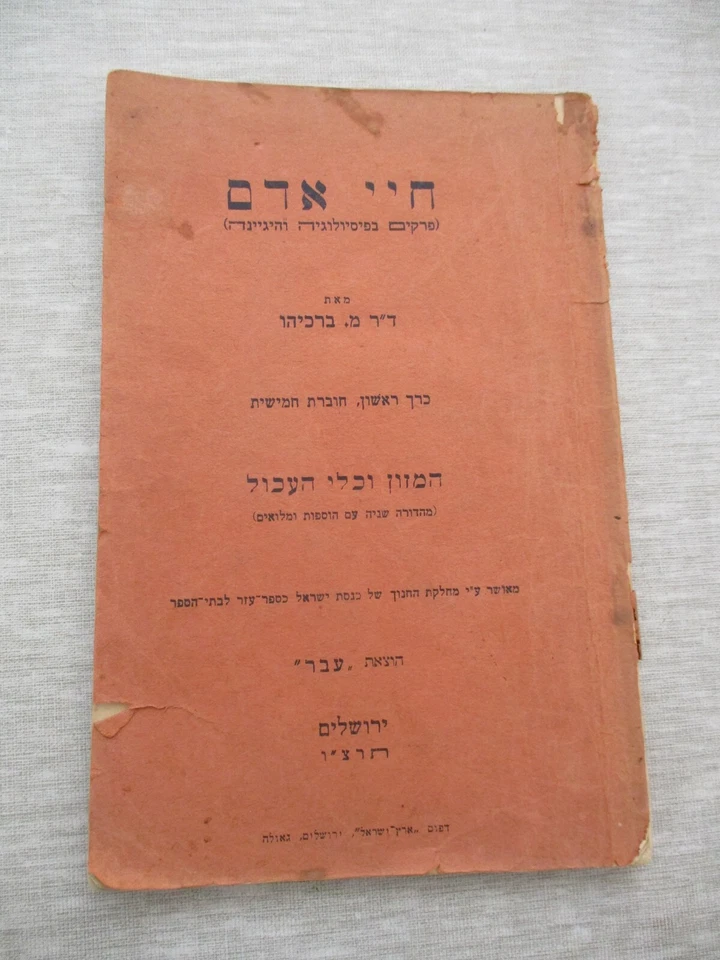 חיי אדם
(פרקים בפיסיולוגיה והיגיינה)
מאת
ד״ר מ. ברכיהו
כרך ראשון, חוברת חמישית
המזון וכלי העכול
(מהדורה שניה עם הוספות ומלואים)
מאושר ע״י מחלקת החנוך של כנסת ישראל כספר־עזר לבתי־הספר
הוצאת „עבר״
ירושלים
תרצ״ו
דפוס „ארץ־ישראל״, ירושלים, גאולה